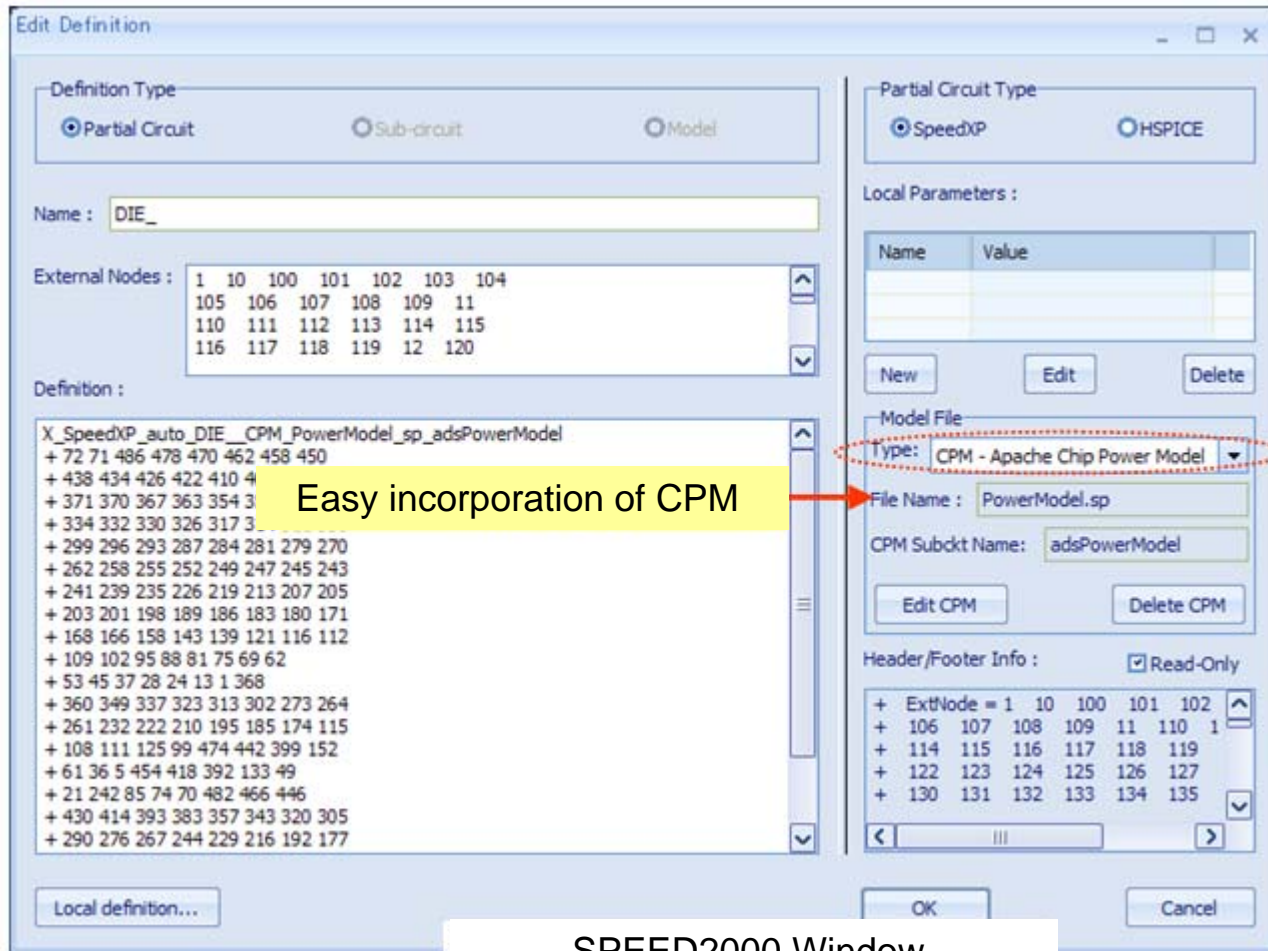 Edit Definition
Definition Type
Partial Circuit Sub-circuit Model
Name : DIE_
External Nodes : 1 10 100 101 102 103 104
105 106 107 108 109 11
110 111 112 113 114 115
116 117 118 119 12 120
Definition :
X_SpeedXP_auto_DIE__CPM_PowerModel_sp_adsPowerModel
+ 72 71 486 478 470 462 458 450
+ 438 434 426 422 410
+ 371 370 367 363 354
+ 334 332 330 326 317
+ 299 296 293 287 284 281 279 270
+ 262 258 255 252 249 247 245 243
+ 241 239 235 226 219 213 207 205
+ 203 201 198 189 186 183 180 171
+ 168 166 158 143 139 121 116 112
+ 109 102 95 88 81 75 69 62
+ 53 45 37 28 24 13 1 368
+ 360 349 337 323 313 302 273 264
+ 261 232 222 210 195 185 174 115
+ 108 111 125 99 474 442 399 152
+ 61 36 5 454 418 392 133 49
+ 21 242 85 74 70 482 466 446
+ 430 414 393 383 357 343 320 305
+ 290 276 267 244 229 216 192 177
Easy incorporation of CPM
Local definition...
Partial Circuit Type
SpeedXP HSPICE
Local Parameters :
Name Value
New Edit Delete
Model File
Type: CPM - Apache Chip Power Model
File Name : PowerModel.sp
CPM Subckt Name: adsPowerModel
Edit CPM Delete CPM
Header/Footer Info : Read-Only
+ ExtNode = 1 10 100 101 102
+ 106 107 108 109 11 110 1
+ 114 115 116 117 118 119
+ 122 123 124 125 126 127
+ 130 131 132 133 134 135
OK Cancel
SPEED2000 Window